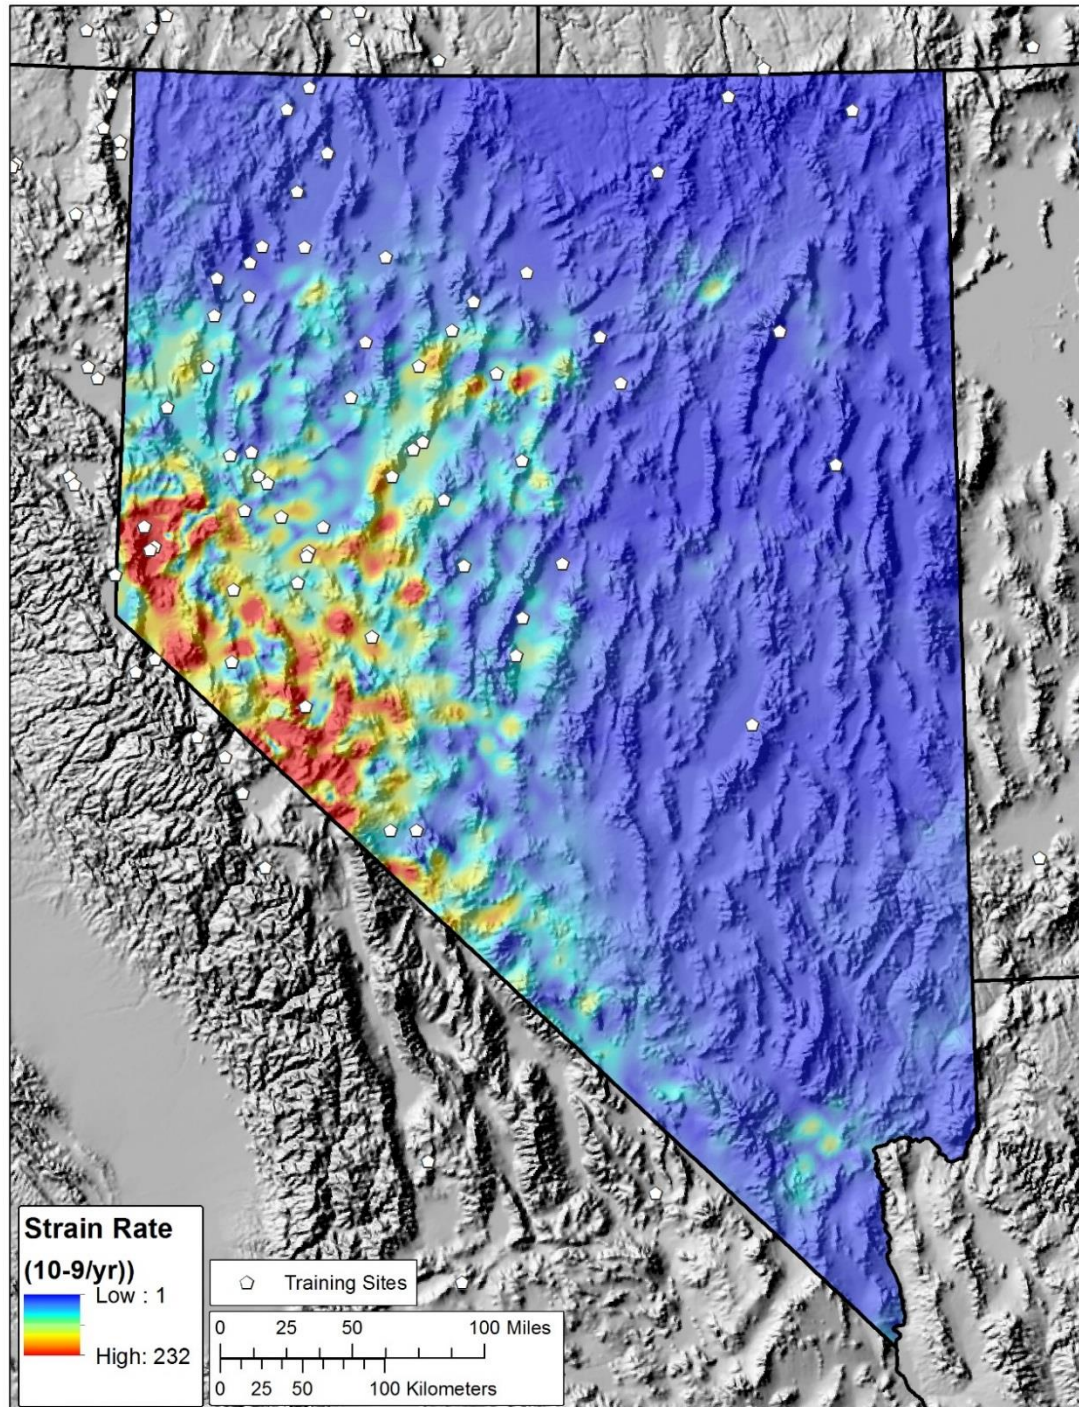 Strain Rate
(10-9/yr))
Low : 1
High: 232
Training Sites
0 25 50 100 Miles
0 25 50 100 Kilometers